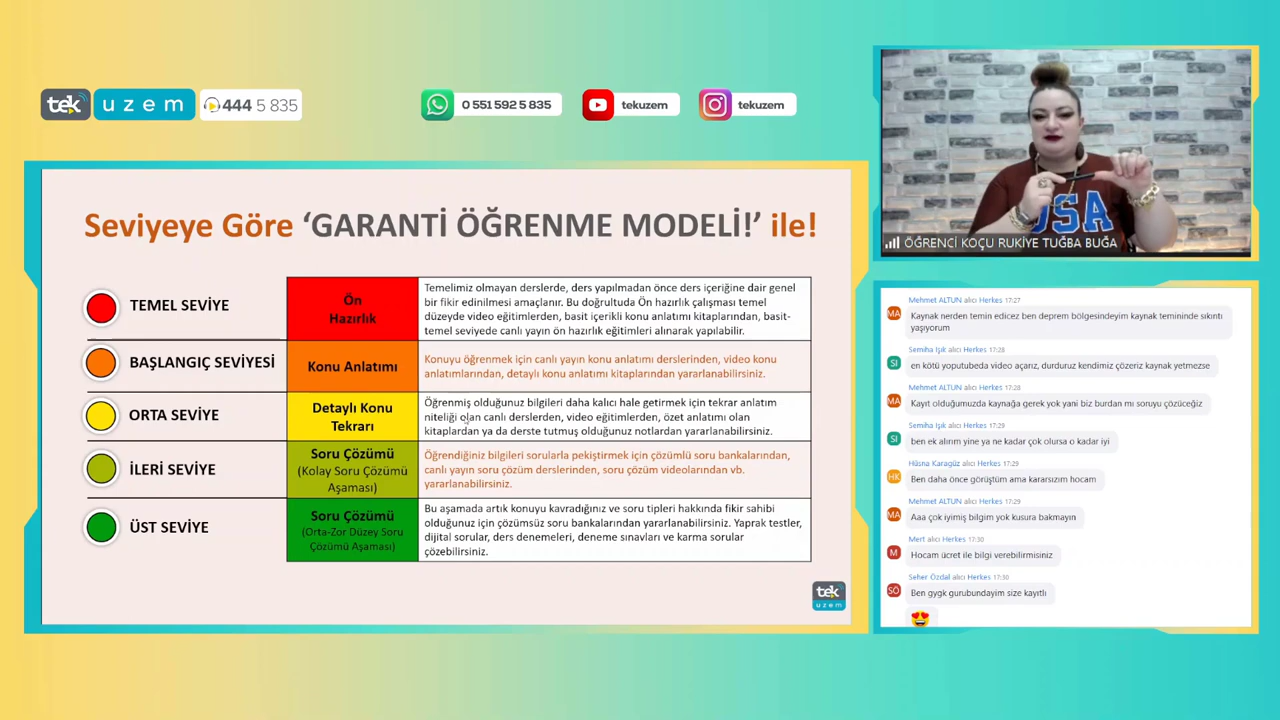 tek
uzem
444 5 835
0 551 592 5 835
tekuzem
tekuzem
Seviyeye Göre ‘GARANTİ ÖĞRENME MODELİ!’ ile!
TEMEL SEVİYE
Ön
Hazırlık
Temelimiz olmayan derslerde, ders yapılmadan önce ders içeriğine dair genel
bir fikir edinilmesi amaçlanır. Bu doğrultuda Ön hazırlık çalışması temel
düzeyde video eğitimlerden, basit içerikli konu anlatımı kitaplarından, basit-
temel seviyede canlı yayın ön hazırlık eğitimleri alınarak yapılabilir.
BAŞLANGIÇ SEVİYESİ
Konu Anlatımı
Konuyu öğrenmek için canlı yayın konu anlatımı derslerinden, video konu
anlatımlarından, detaylı konu anlatımı kitaplarından yararlanabilirsiniz.
ORTA SEVİYE
Detaylı Konu
Tekrarı
Öğrenmiş olduğunuz bilgileri daha kalıcı hale getirmek için tekrar anlatım
niteliği olan canlı derslerden, video eğitimlerden, özet anlatımı olan
kitaplardan ya da derste tutmuş olduğunuz notlardan yararlanabilirsiniz.
İLERİ SEVİYE
Soru Çözümü
(Kolay Soru Çözümü
Aşaması)
Öğrendiğiniz bilgileri sorularla pekiştirmek için çözümlü soru bankalarından,
canlı yayın soru çözüm derslerinden, soru çözüm videolarından vb.
yararlanabilirsiniz.
ÜST SEVİYE
Soru Çözümü
(Orta-Zor Düzey Soru
Çözümü Aşaması)
Bu aşamada artık konuyu kavradığınız ve soru tipleri hakkında fikir sahibi
olduğunuz için çözümsüz soru bankalarından yararlanabilirsiniz. Yaprak testler,
dijital sorular, ders denemeleri, deneme sınavları ve karma sorular
çözebilirsiniz.
tek
uzem
USA
ÖĞRENCİ KOÇU RUKİYE TUĞBA BUĞA
Mehmet ALTUN alıcı Herkes 17:27
MA
Kaynak nerden temin edicez ben deprem bölgesindeyim kaynak temininde sıkıntı
yaşıyorum
Semiha Işık alıcı Herkes 17:28
SI
en kötü yoputubeda video açarız, durduruz kendimiz çözeriz kaynak yetmezse
Mehmet ALTUN alıcı Herkes 17:28
MA
Kayıt olduğumuzda kaynağa gerek yok yani biz burdan mı soruyu çözüceğiz
Semiha Işık alıcı Herkes 17:29
SI
ben ek alırım yine ya ne kadar çok olursa o kadar iyi
Hüsna Karagüz alıcı Herkes 17:29
HK
Ben daha önce görüştüm ama kararsızım hocam
Mehmet ALTUN alıcı Herkes 17:29
MA
Aaa çok iyimiş bilgim yok kusura bakmayın
Mert alıcı Herkes 17:30
M
Hocam ücret ile bilgi verebilirmisiniz
Seher Özdal alıcı Herkes 17:30
SÖ
Ben gygk gurubundayim size kayıtlı